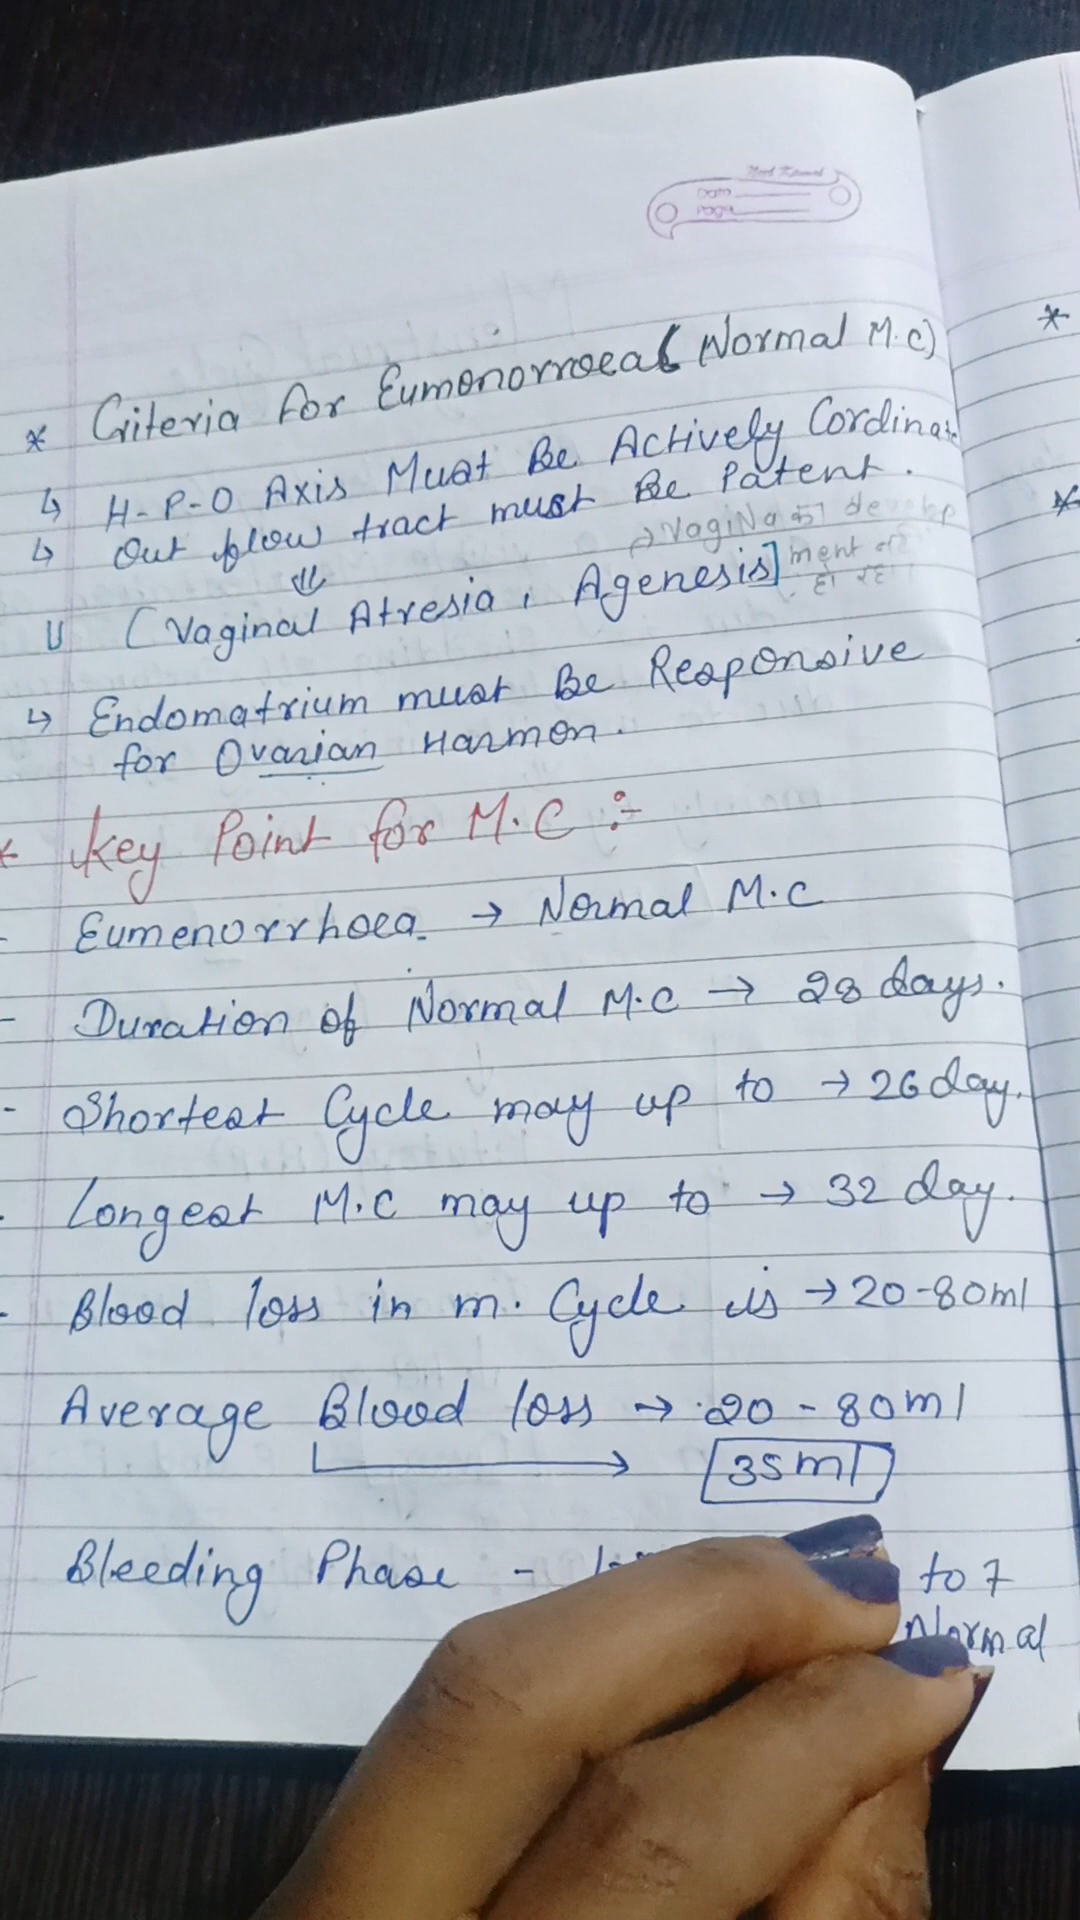 Date
Page
* Criteria for Eumonorroea ( Normal M.C)
↳ H-P-O Axis Must Be Actively Cordinate
↳ Out flow tract must Be Patent.
→ Vagina का develop
ment
[Vaginal Atresia, Agenesis]
↳ Endomatrium must Be Responsive
for Ovarian Harmon.
* Key Point for M.C :-
- Eumenorrhoea → Normal M.C
- Duration of Normal M.C → 28 days.
- Shortest Cycle may up to → 26 day.
- Longest M.C may up to → 32 day.
- Blood loss in m. Cycle is → 20-80ml
Average Blood loss → 20 - 80ml
35ml
Bleeding Phase - to 7
Normal